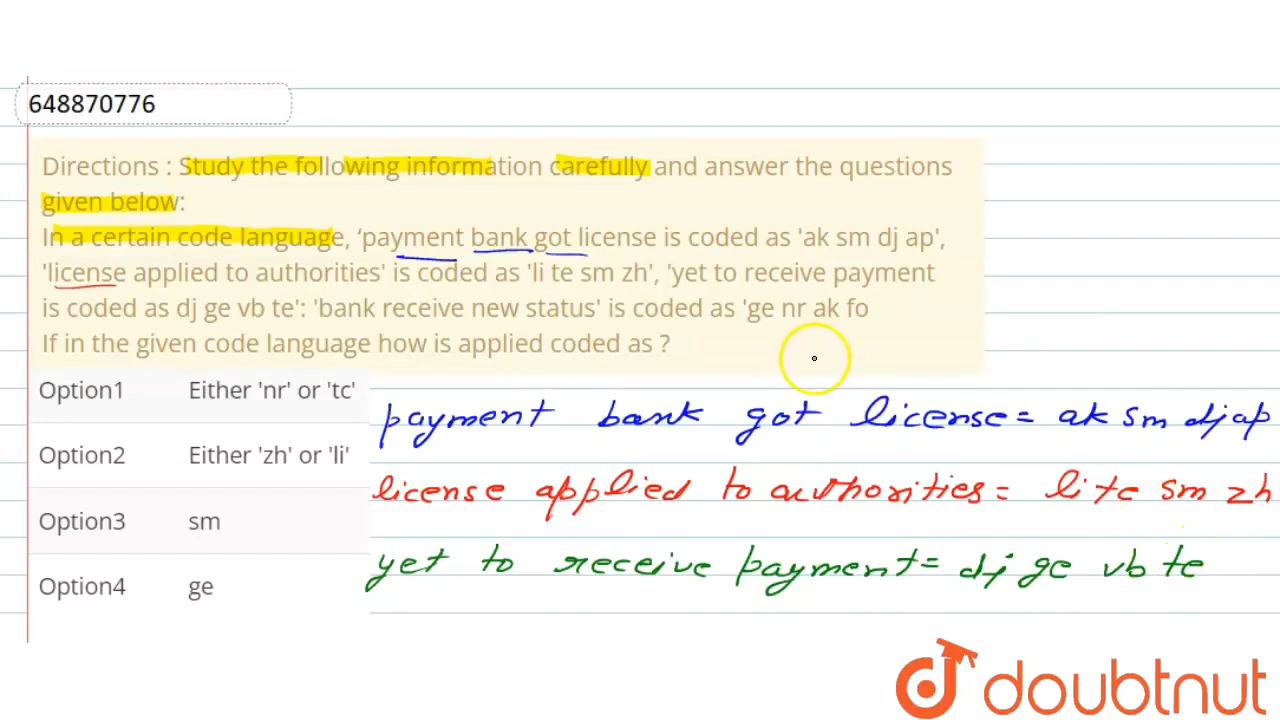 648870776
Directions : Study the following information carefully and answer the questions
given below:
In a certain code language, ‘payment bank got license is coded as 'ak sm dj ap',
'license applied to authorities' is coded as 'li te sm zh', 'yet to receive payment
is coded as dj ge vb te': 'bank receive new status' is coded as 'ge nr ak fo
If in the given code language how is applied coded as ?
Option1 Either 'nr' or 'tc'
Option2 Either 'zh' or 'li'
Option3 sm
Option4 ge
payment bank got license = ak sm dj ap
license applied to authorities = li te sm zh
yet to receive payment = dj ge vb te
doubtnut